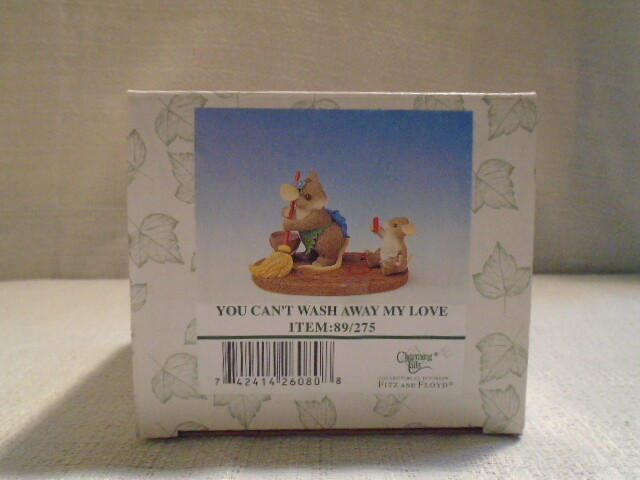 YOU CAN'T WASH AWAY MY LOVE
ITEM:89/275
7 42414 26080 8
Charming
Tails
FITZ AND FLOYD®